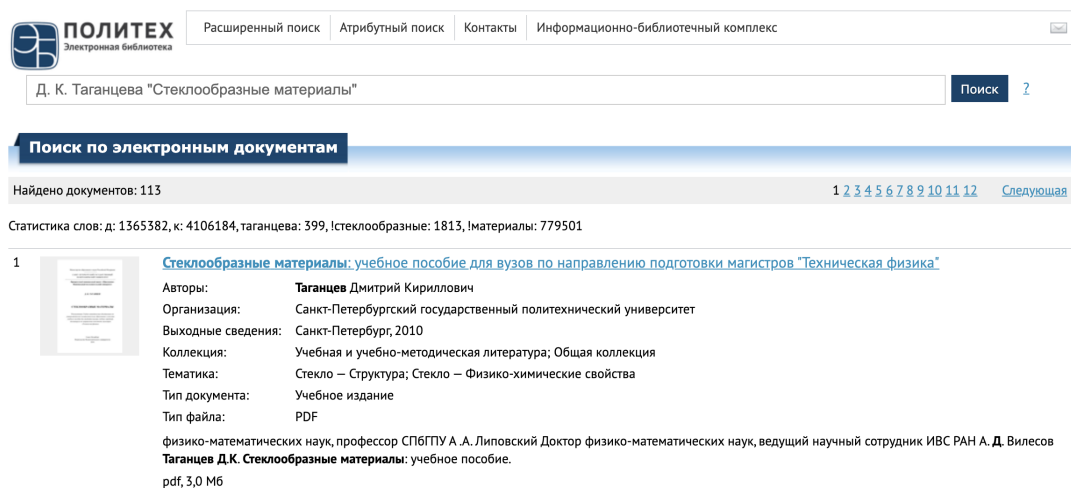 ПОЛИТЕХ
Электронная библиотека
Расширенный поиск
Атрибутный поиск
Контакты
Информационно-библиотечный комплекс
Д. К. Таганцева "Стеклообразные материалы"
Поиск
?
Поиск по электронным документам
Найдено документов: 113
1 2 3 4 5 6 7 8 9 10 11 12 Следующая
Статистика слов: д: 1365382, к: 4106184, таганцева: 399, !стеклообразные: 1813, !материалы: 779501
1
Стеклообразные материалы: учебное пособие для вузов по направлению подготовки магистров "Техническая физика"
Авторы: Таганцев Дмитрий Кириллович
Организация: Санкт-Петербургский государственный политехнический университет
Выходные сведения: Санкт-Петербург, 2010
Коллекция: Учебная и учебно-методическая литература; Общая коллекция
Тематика: Стекло — Структура; Стекло — Физико-химические свойства
Тип документа: Учебное издание
Тип файла: PDF
физико-математических наук, профессор СПбГПУ А .А. Липовский Доктор физико-математических наук, ведущий научный сотрудник ИВС РАН А. Д. Вилесов
Таганцев Д.К. Стеклообразные материалы: учебное пособие.
pdf, 3,0 Мб